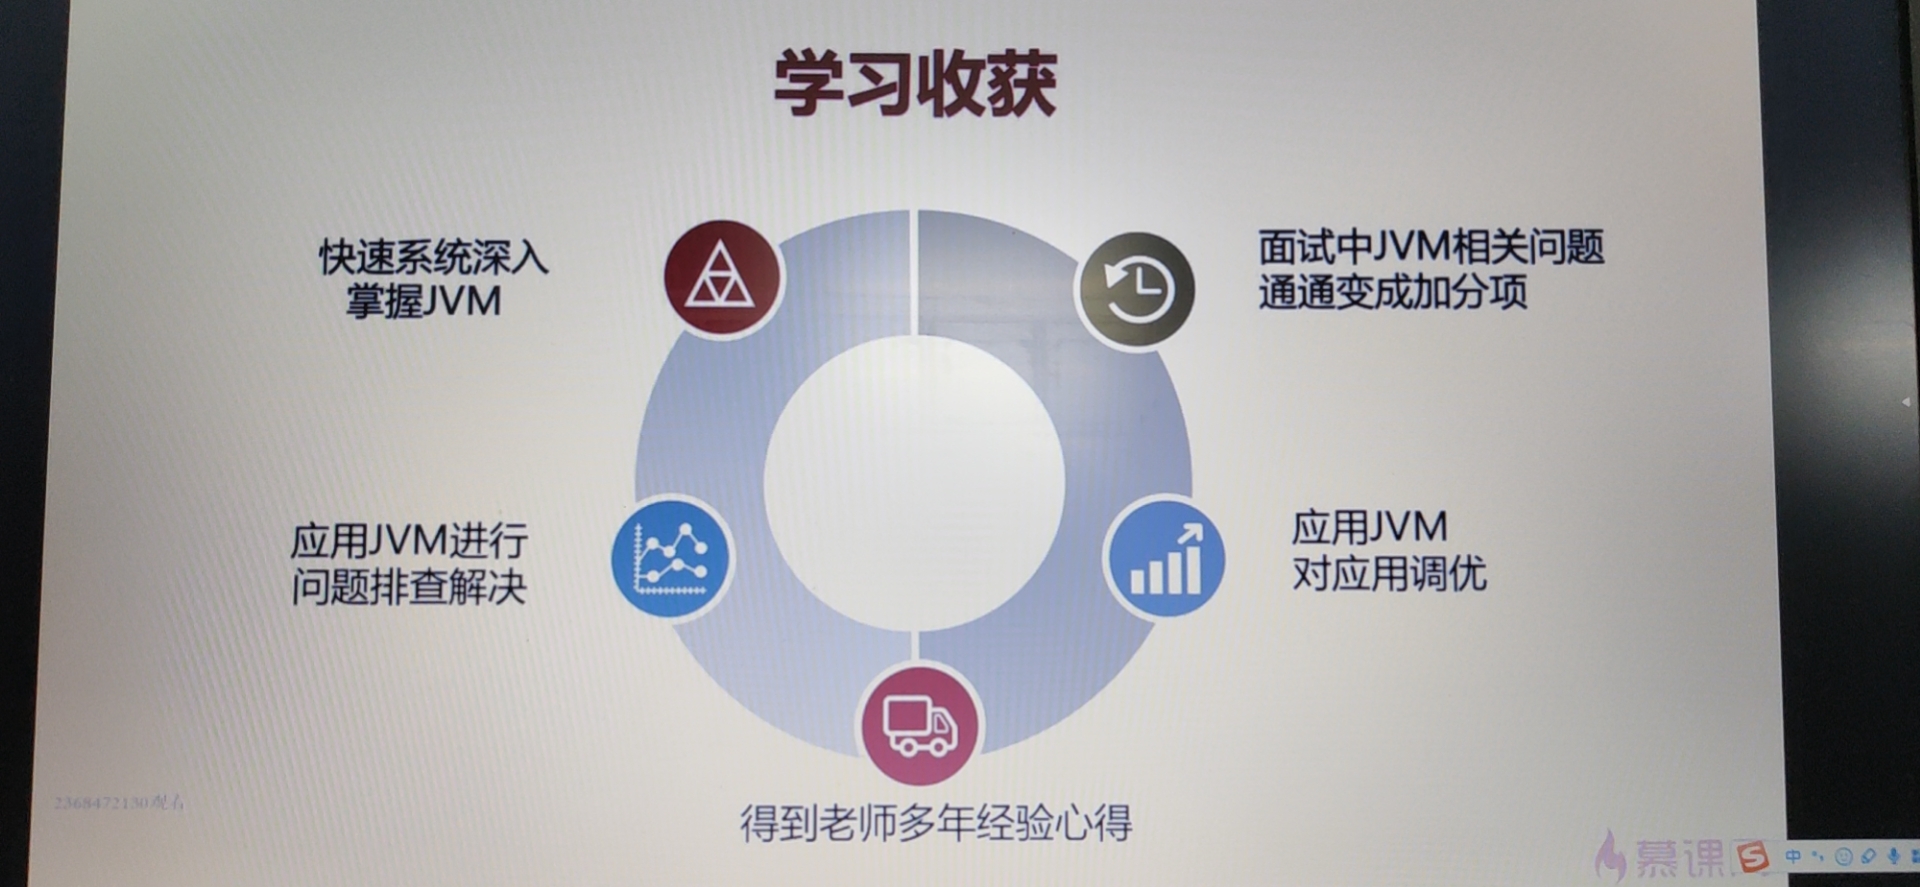 学习收获
快速系统深入
掌握JVM
面试中JVM相关问题
通通变成加分项
应用JVM进行
问题排查解决
应用JVM
对应用调优
得到老师多年经验心得
2368472130观看
慕课
中